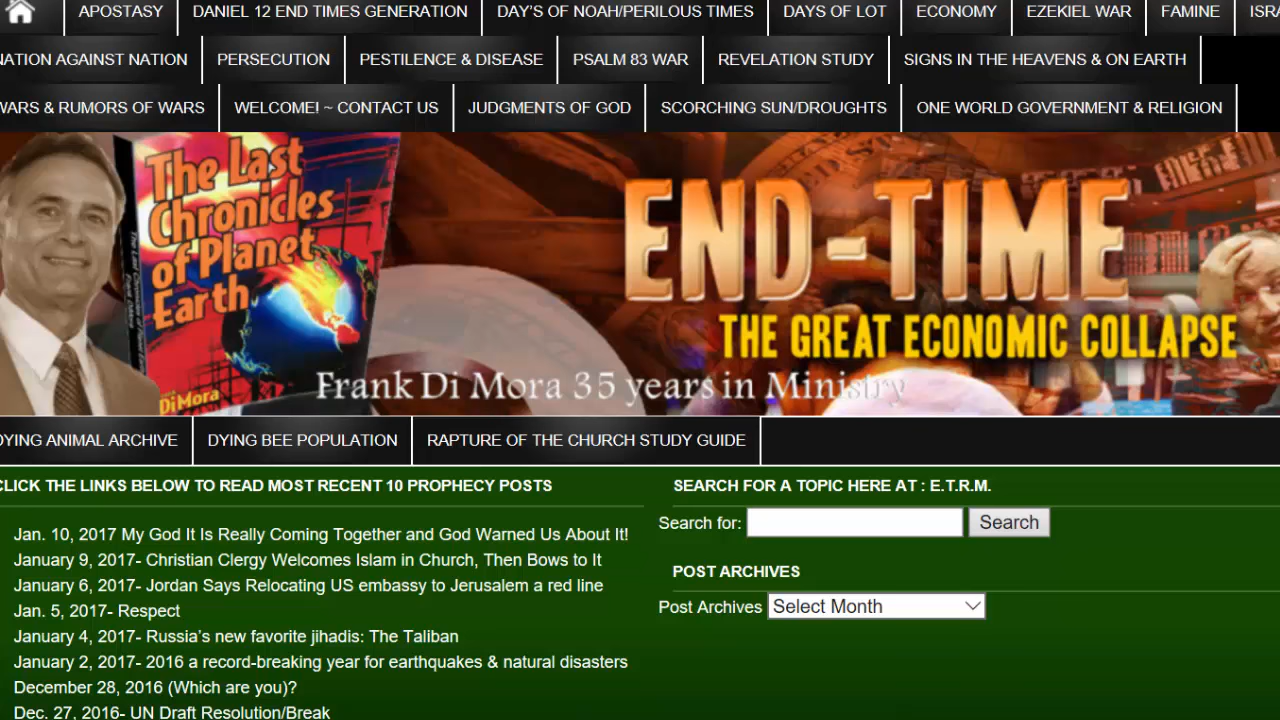 APOSTASY DANIEL 12 END TIMES GENERATION DAY'S OF NOAH/PERILOUS TIMES DAYS OF LOT ECONOMY EZEKIEL WAR FAMINE ISRA
NATION AGAINST NATION PERSECUTION PESTILENCE & DISEASE PSALM 83 WAR REVELATION STUDY SIGNS IN THE HEAVENS & ON EARTH
WARS & RUMORS OF WARS WELCOME! ~ CONTACT US JUDGMENTS OF GOD SCORCHING SUN/DROUGHTS ONE WORLD GOVERNMENT & RELIGION
The Last
Chronicles
of Planet
Earth
DiMora
END-TIME
THE GREAT ECONOMIC COLLAPSE
Frank Di Mora 35 years in Ministry
DYING ANIMAL ARCHIVE DYING BEE POPULATION RAPTURE OF THE CHURCH STUDY GUIDE
CLICK THE LINKS BELOW TO READ MOST RECENT 10 PROPHECY POSTS
Jan. 10, 2017 My God It Is Really Coming Together and God Warned Us About It!
January 9, 2017- Christian Clergy Welcomes Islam in Church, Then Bows to It
January 6, 2017- Jordan Says Relocating US embassy to Jerusalem a red line
Jan. 5, 2017- Respect
January 4, 2017- Russia's new favorite jihadis: The Taliban
January 2, 2017- 2016 a record-breaking year for earthquakes & natural disasters
December 28, 2016 (Which are you)?
Dec. 27, 2016- UN Draft Resolution/Break
SEARCH FOR A TOPIC HERE AT : E.T.R.M.
Search for: Search
POST ARCHIVES
Post Archives Select Month